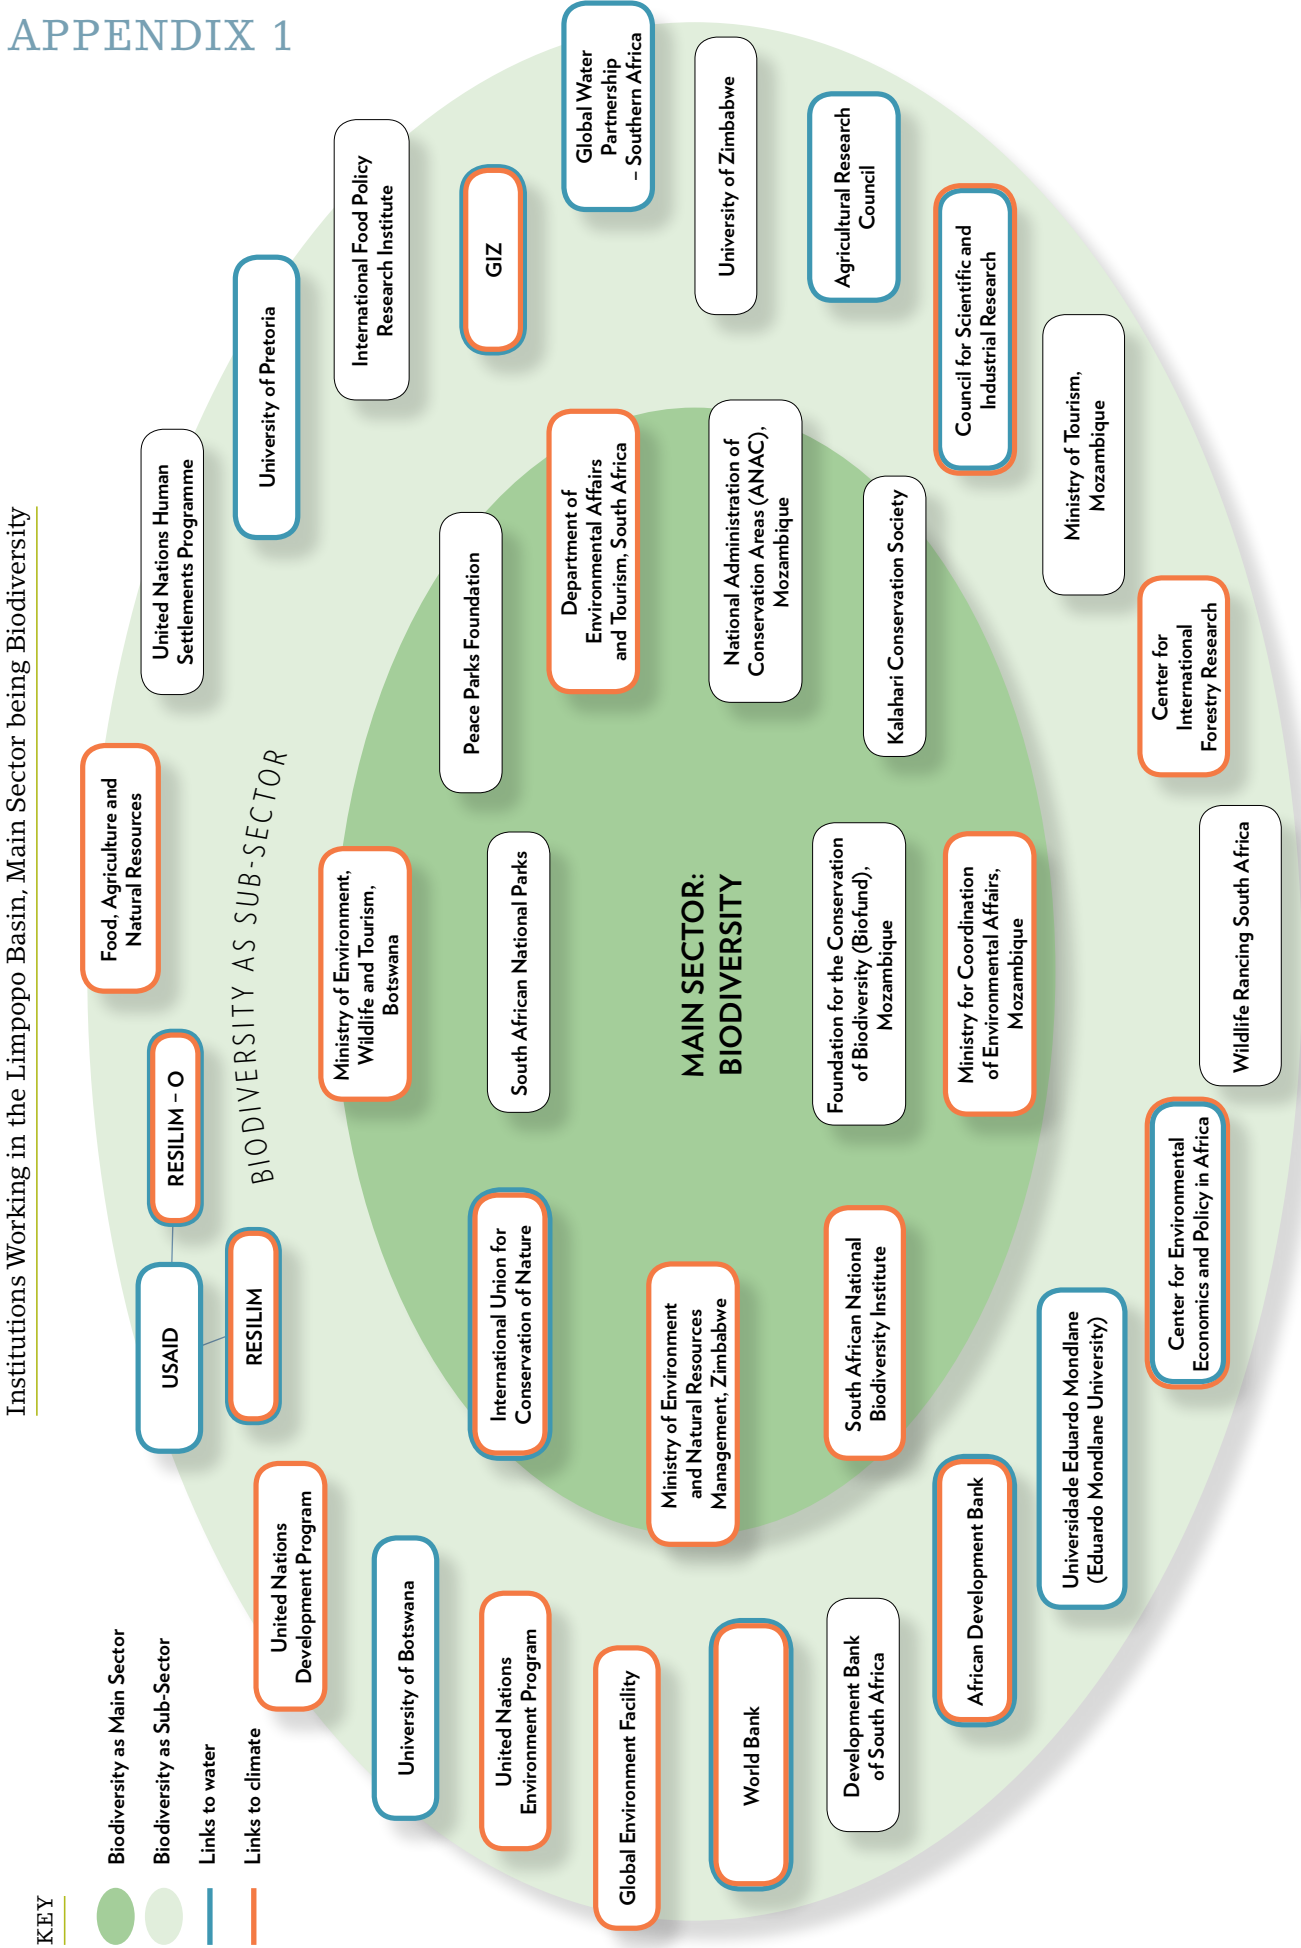 APPENDIX 1
Institutions Working in the Limpopo Basin, Main Sector being Biodiversity
KEY
Biodiversity as Main Sector
Biodiversity as Sub-Sector
Links to water
Links to climate
BIODIVERSITY AS SUB-SECTOR
USAID
RESILIM – O
RESILIM
Food, Agriculture and
Natural Resources
United Nations Human
Settlements Programme
University of Pretoria
International Food Policy
Research Institute
GIZ
Global Water
Partnership
– Southern Africa
University of Zimbabwe
Agricultural Research
Council
Council for Scientific and
Industrial Research
Ministry of Tourism,
Mozambique
Center for
International
Forestry Research
Wildlife Rancing South Africa
Center for Environmental
Economics and Policy in Africa
Universidade Eduardo Mondlane
(Eduardo Mondlane University)
African Development Bank
Development Bank
of South Africa
World Bank
Global Environment Facility
United Nations
Environment Program
University of Botswana
United Nations
Development Program
MAIN SECTOR:
BIODIVERSITY
Ministry of Environment,
Wildlife and Tourism,
Botswana
South African National Parks
Peace Parks Foundation
Department of
Environmental Affairs
and Tourism, South Africa
National Administration of
Conservation Areas (ANAC),
Mozambique
Kalahari Conservation Society
Foundation for the Conservation
of Biodiversity (Biofund),
Mozambique
Ministry for Coordination
of Environmental Affairs,
Mozambique
South African National
Biodiversity Institute
Ministry of Environment
and Natural Resources
Management, Zimbabwe
International Union for
Conservation of Nature